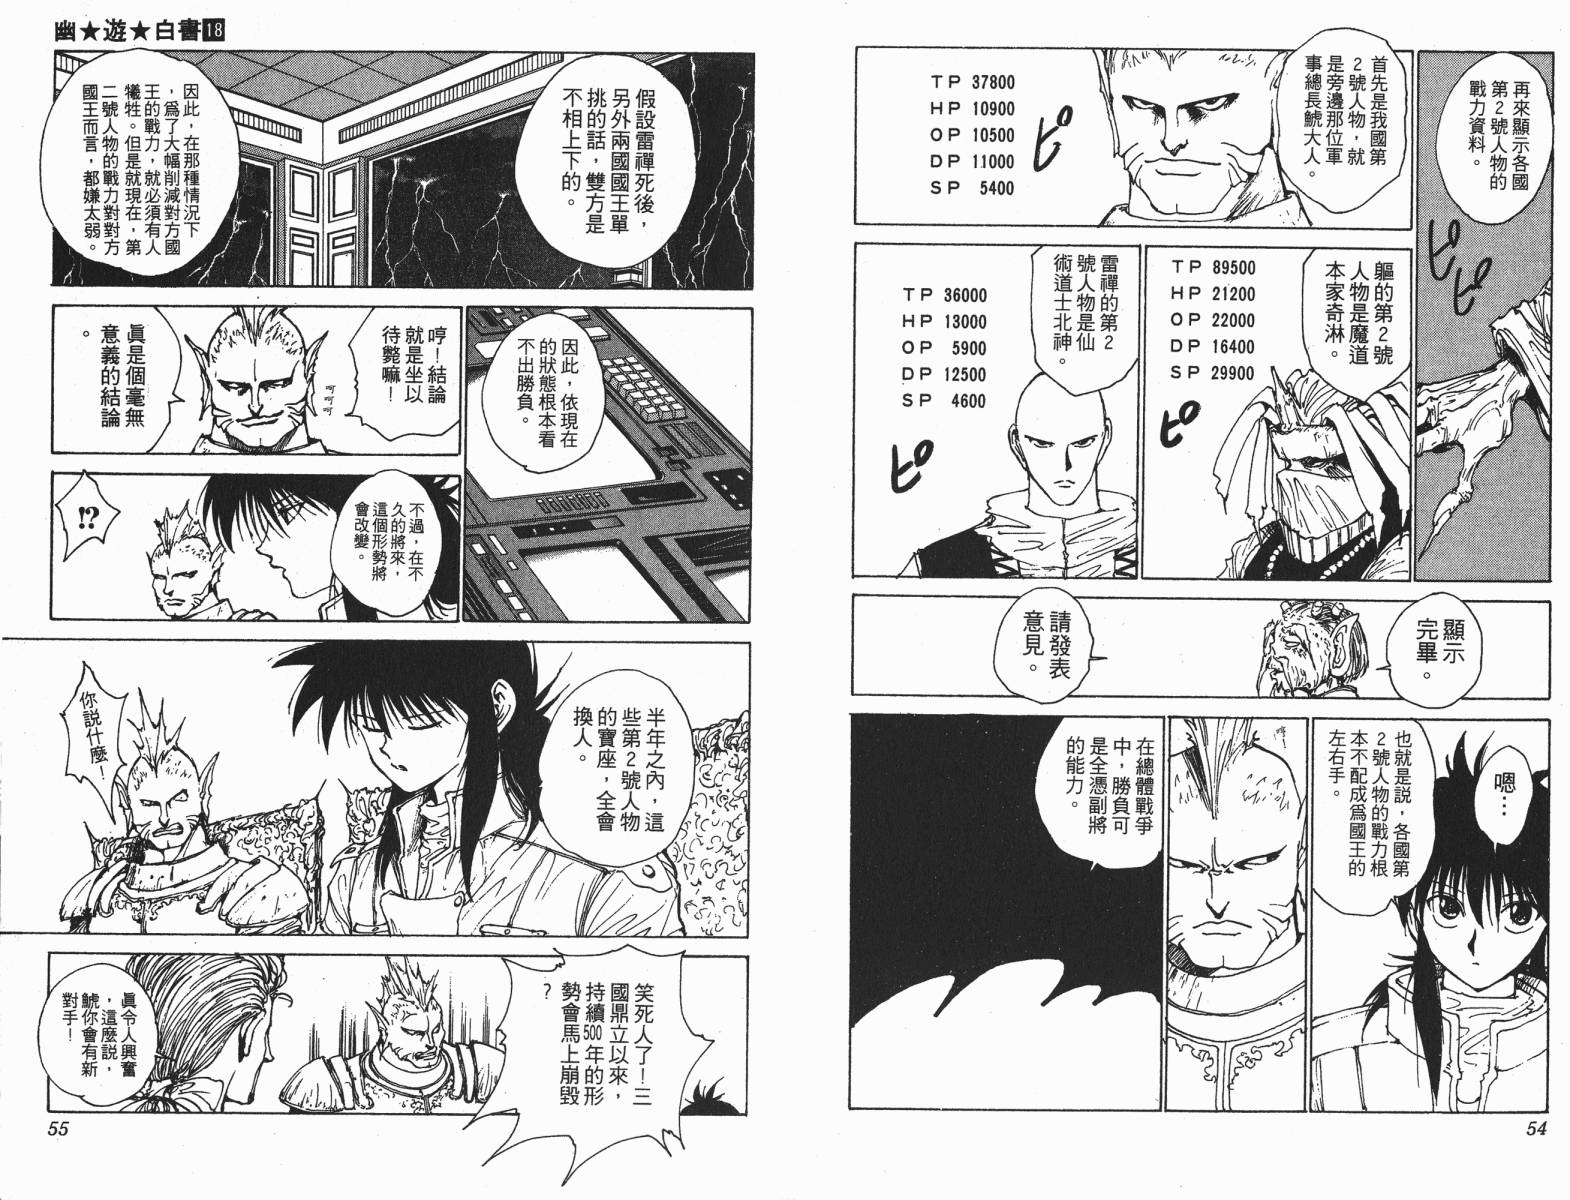 再來顯示各國
第2號人物的
戰力資料。
ピピ
首先是我國第
2號人物，就
是旁邊那位軍
事總長鯱大人。
TP 37800
HP 10900
OP 10500
DP 11000
SP 5400
ピ
軀的第2號
人物是魔道
本家奇淋。
TP 89500
HP 21200
OP 22000
DP 16400
SP 29900
ピ
雷禪的第2
號人物是仙
術道士北神
。
TP 36000
HP 13000
OP 5900
DP 12500
SP 4600
ピ
顯示
完畢。
請發表
意見。
嗯…
也就是說，各國第
2號人物的戰力根
本不配成爲國王的
左右手。
哼！
在總體戰爭
中，勝負可
是全憑副將
的能力。
54
幽★遊★白書18
假設雷禪死後，
另外兩國國王單
挑的話，雙方是
不相上下的。
因此，在那種情況下
，爲了大幅削減對方國
王的戰力，就必須有人
犧牲。但是就現在，第
二號人物的戰力對對方
國王而言，都嫌太弱。
因此，依現在
的狀態根本看
不出勝負。
哼！結論
就是坐以
待斃嘛！
呵呵呵
眞是個毫無
意義的結論
。
不過，在不
久的將來，
這個形勢將
會改變。
!?
半年之內，這
些第2號人物
的寶座，全會
換人。
你說什麼！
笑死人了！三
國鼎立以來，
持續500年的形
勢會馬上崩毀
？
眞令人興奮
，這麼說，
鯱你會有新
對手！
55